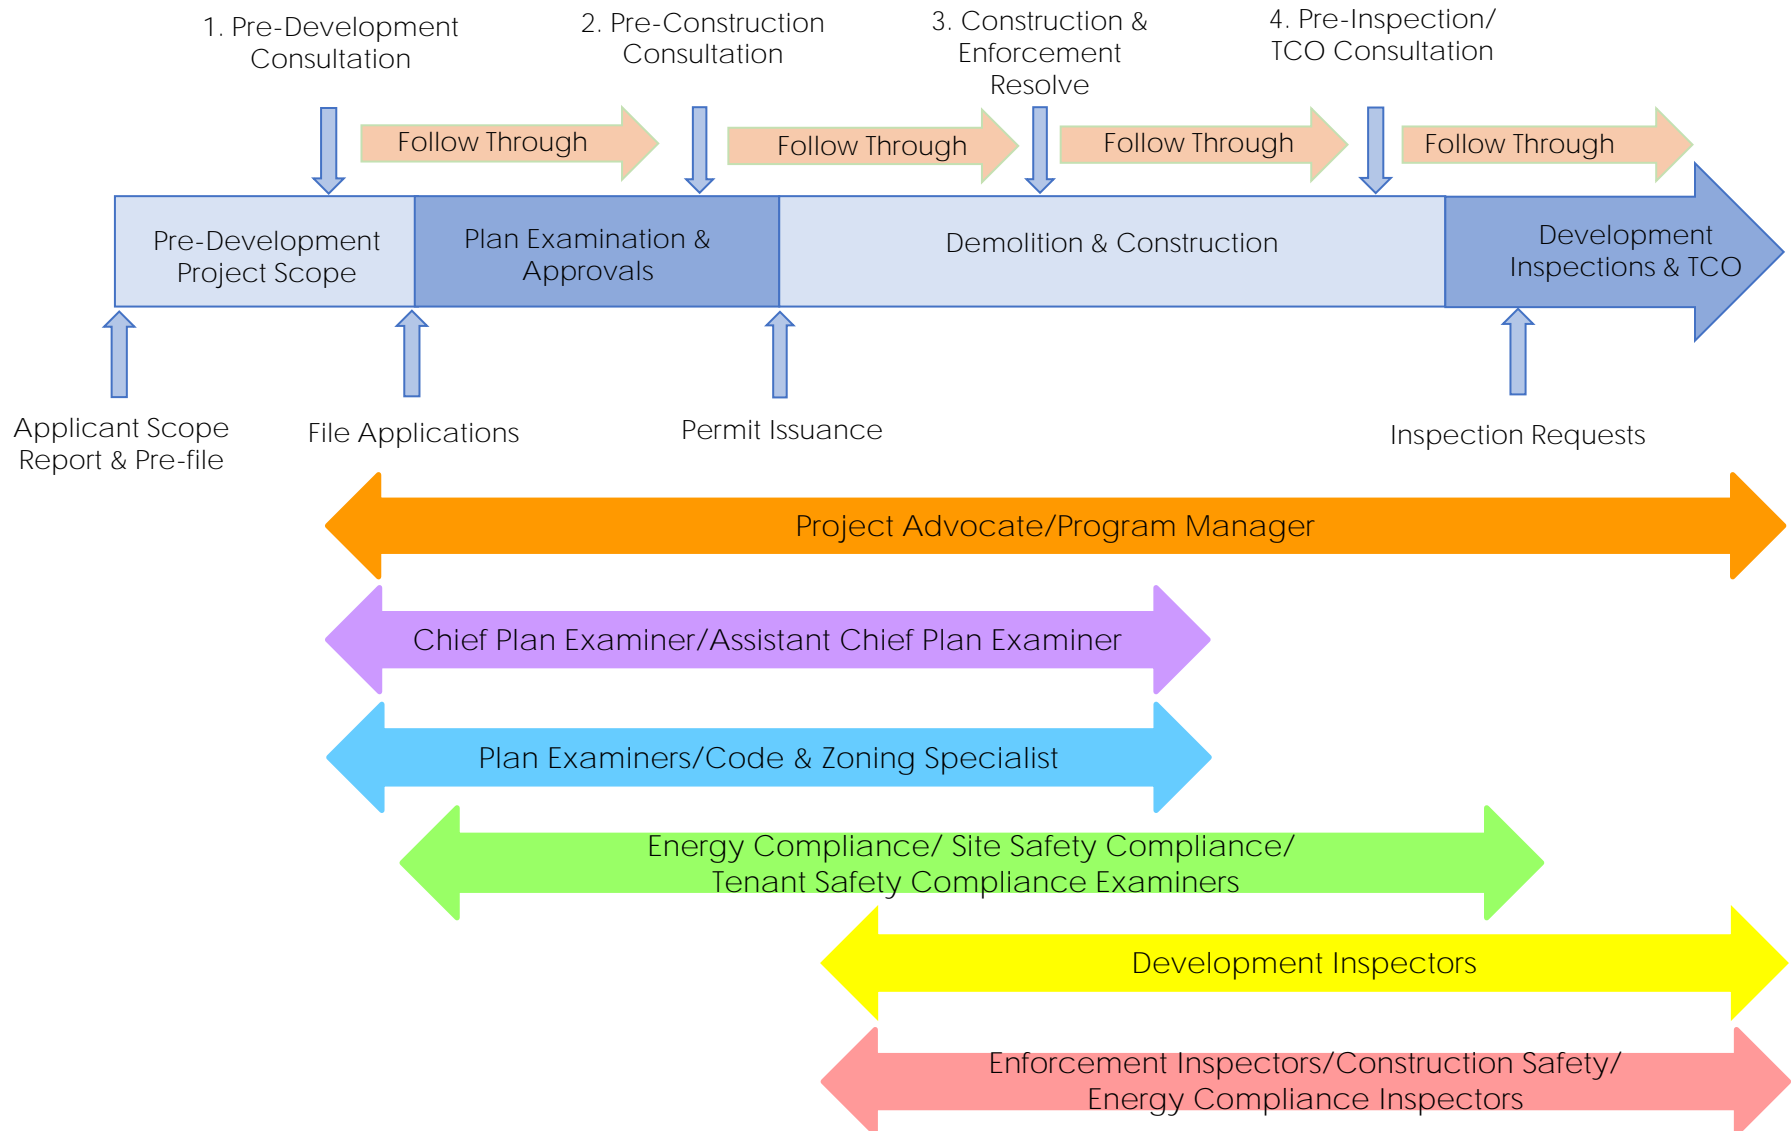 1. Pre-Development
Consultation
2. Pre-Construction
Consultation
3. Construction &
Enforcement
Resolve
4. Pre-Inspection/
TCO Consultation
Follow Through
Follow Through
Follow Through
Follow Through
Pre-Development
Project Scope
Plan Examination &
Approvals
Demolition & Construction
Development
Inspections & TCO
Applicant Scope
Report & Pre-file
File Applications
Permit Issuance
Inspection Requests
Project Advocate/Program Manager
Chief Plan Examiner/Assistant Chief Plan Examiner
Plan Examiners/Code & Zoning Specialist
Energy Compliance/ Site Safety Compliance/
Tenant Safety Compliance Examiners
Development Inspectors
Enforcement Inspectors/Construction Safety/
Energy Compliance Inspectors